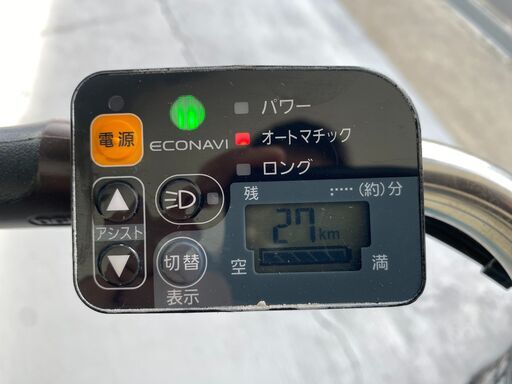 電源
ECONAVI
パワー
オートマチック
ロング
アシスト
切替
表示
残
(約)分
27km
空
満